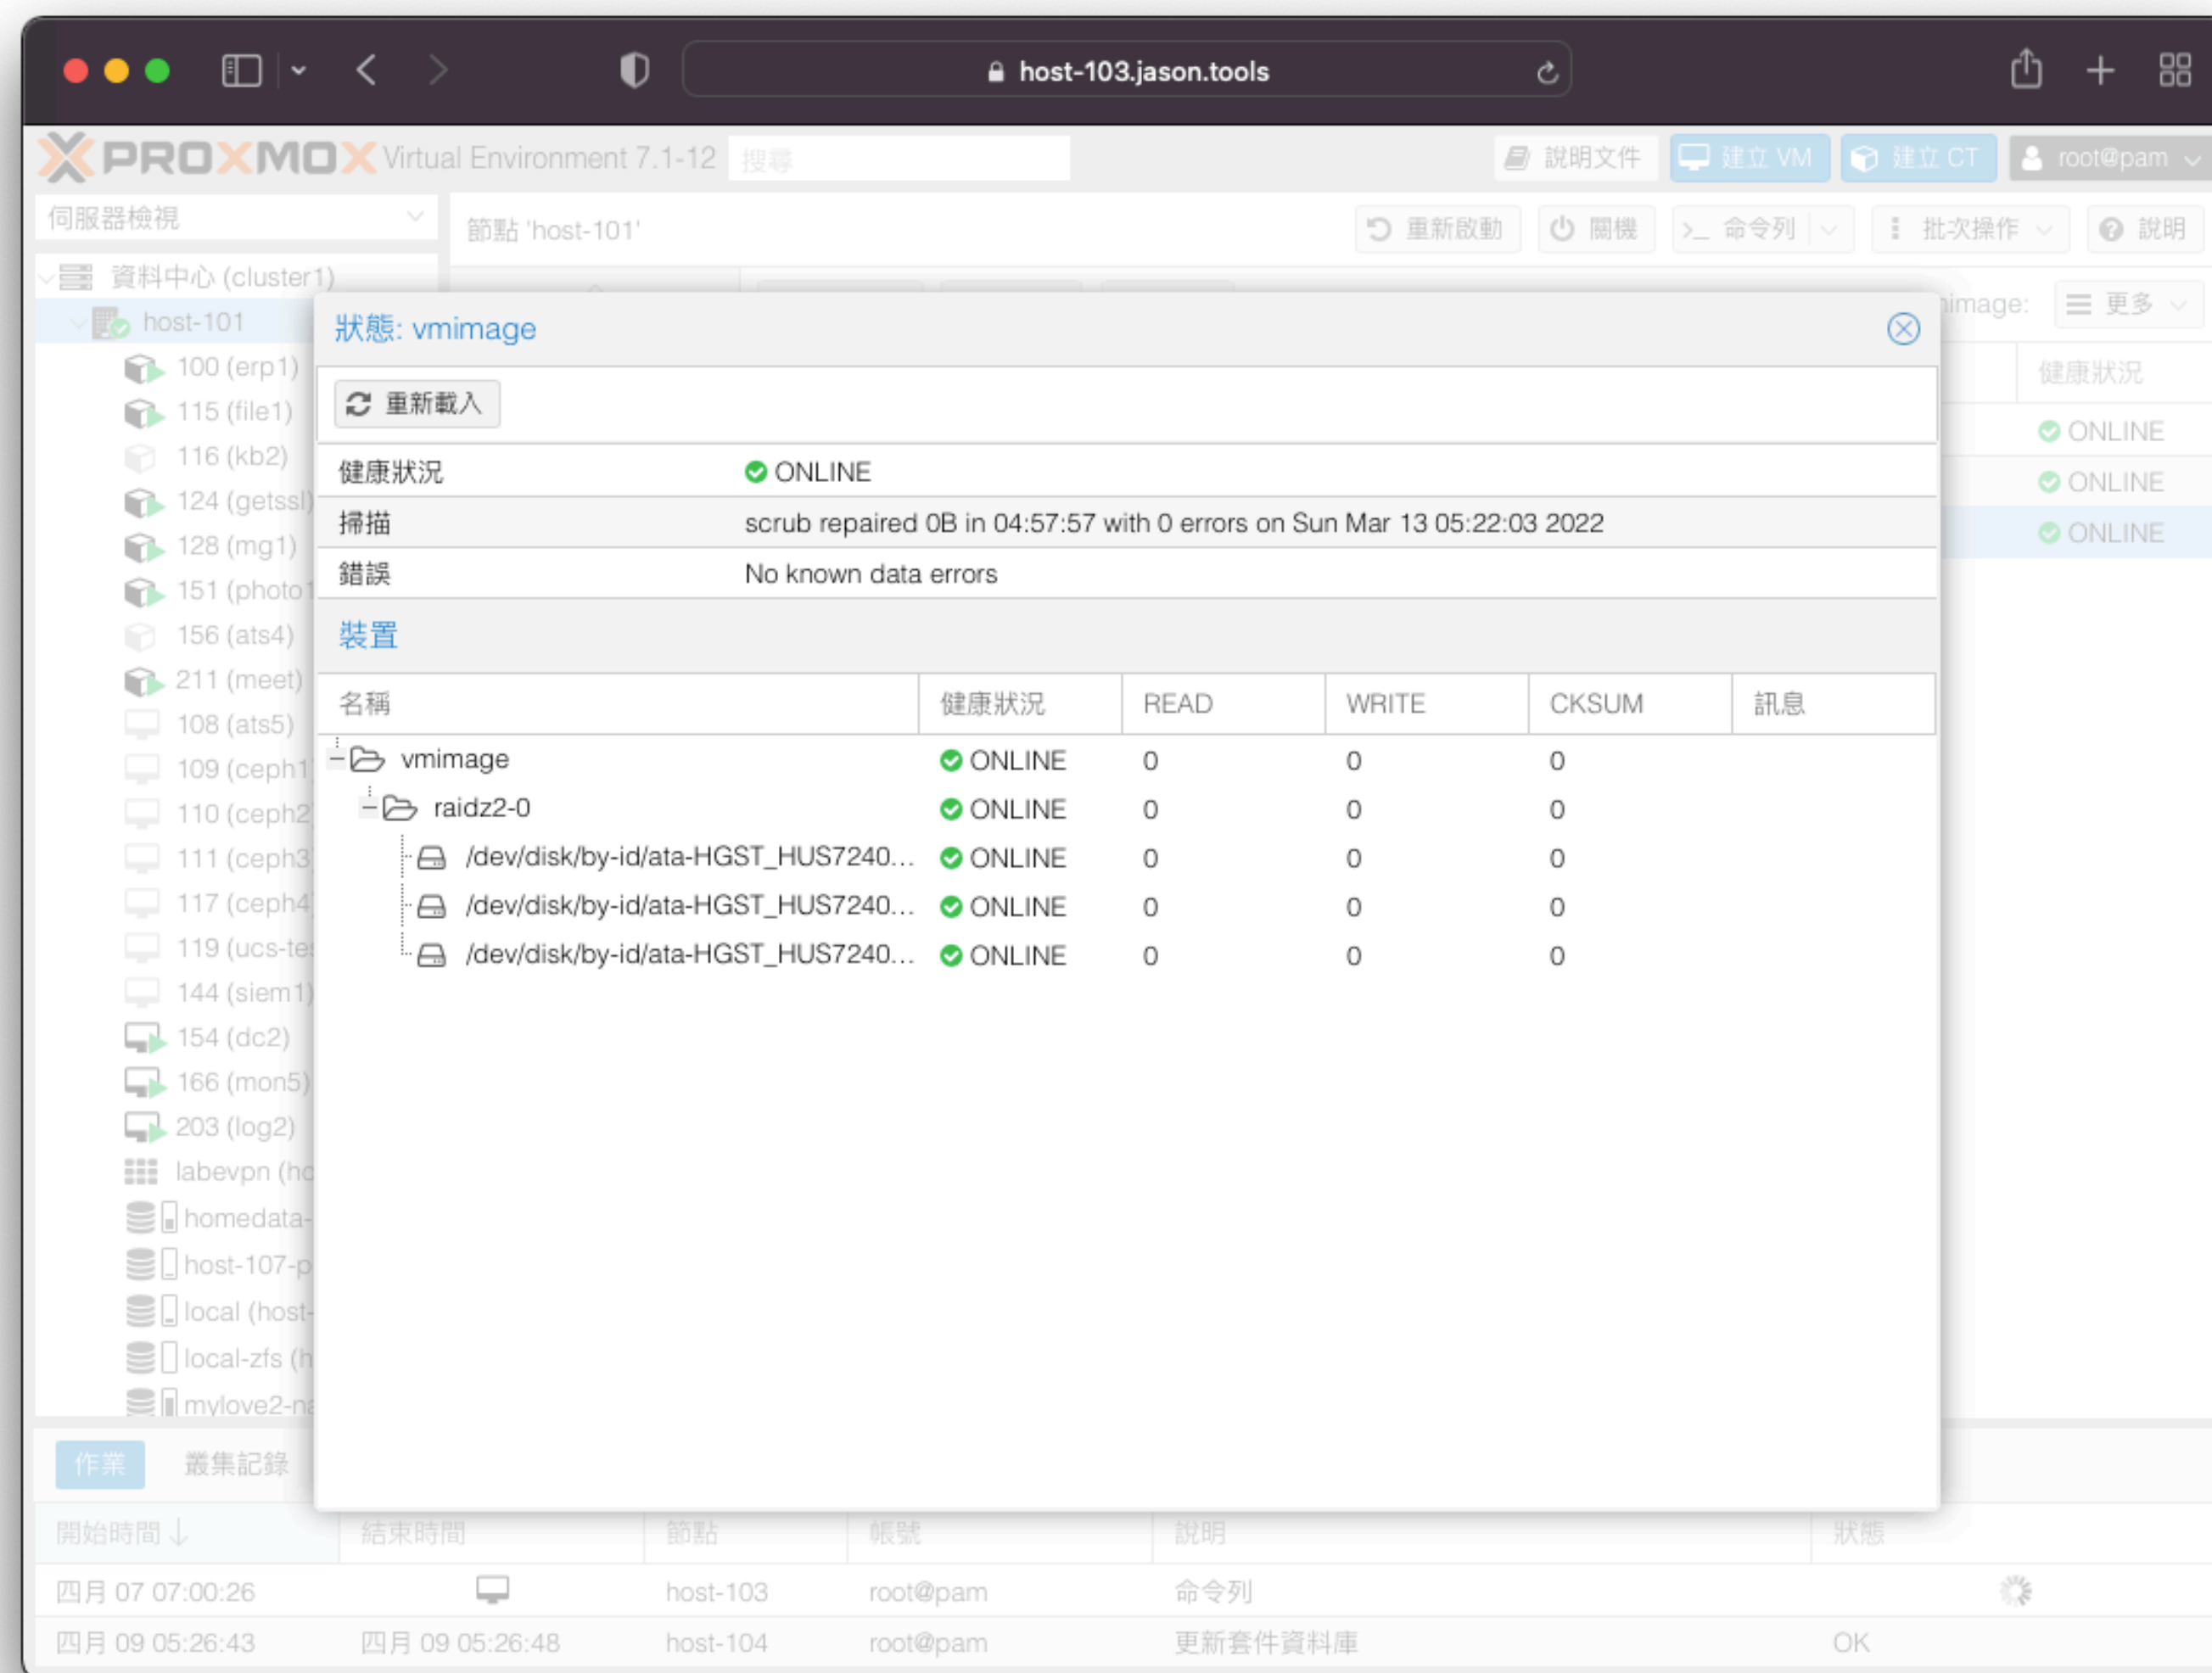 host-103.jason.tools
PROXMOX Virtual Environment 7.1-12 搜尋 說明文件 建立 VM 建立 CT root@pam
伺服器檢視
節點 'host-101' 重新啟動 關機 命令列 批次操作 說明
資料中心 (cluster1)
更多
host-101
狀態: vmimage
100 (erp1)
健康狀況
重新載入
115 (file1)
ONLINE
116 (kb2)
健康狀況 ONLINE
ONLINE
124 (getssl)
掃描 scrub repaired 0B in 04:57:57 with 0 errors on Sun Mar 13 05:22:03 2022
ONLINE
128 (mg1)
錯誤 No known data errors
151 (photo1
156 (ats4)
裝置
211 (meet)
名稱 健康狀況 READ WRITE CKSUM 訊息
108 (ats5)
109 (ceph1
vmimage ONLINE 0 0 0
110 (ceph2
raidz2-0 ONLINE 0 0 0
111 (ceph3
/dev/disk/by-id/ata-HGST_HUS7240... ONLINE 0 0 0
117 (ceph4
/dev/disk/by-id/ata-HGST_HUS7240... ONLINE 0 0 0
119 (ucs-tes
/dev/disk/by-id/ata-HGST_HUS7240... ONLINE 0 0 0
144 (siem1)
154 (dc2)
166 (mon5)
203 (log2)
labevpn (ho
homedata-
host-107-p
local (host-
local-zfs (h
mylove2-na
作業 叢集記錄
開始時間 結束時間 節點 帳號 說明 狀態
四月 07 07:00:26 host-103 root@pam 命令列
四月 09 05:26:43 四月 09 05:26:48 host-104 root@pam 更新套件資料庫 OK